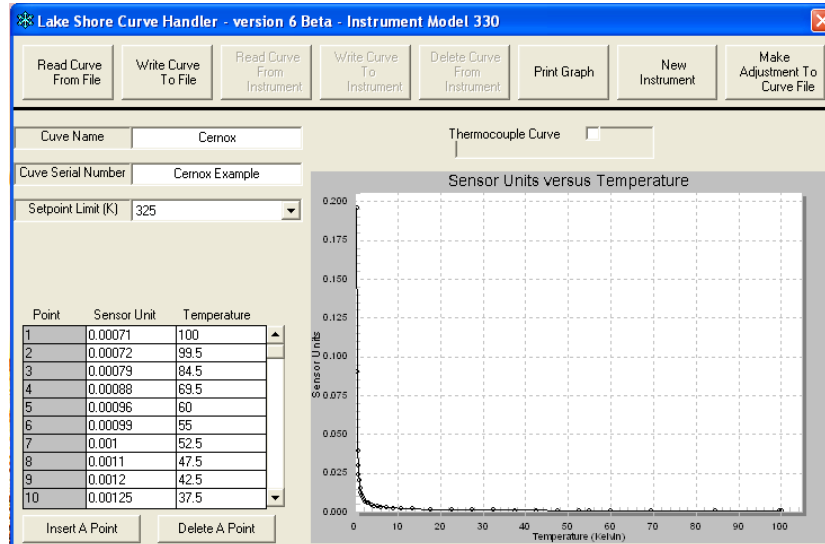 Lake Shore Curve Handler - version 6 Beta - Instrument Model 330
Read Curve From File
Write Curve To File
Read Curve From Instrument
Write Curve To Instrument
Delete Curve From Instrument
Print Graph
New Instrument
Make Adjustment To Curve File
Cuve Name Cernox
Thermocouple Curve
Cuve Serial Number Cernox Example
Setpoint Limit (K) 325
Point Sensor Unit Temperature
1 0.00071 100
2 0.00072 99.5
3 0.00079 84.5
4 0.00088 69.5
5 0.00096 60
6 0.00099 55
7 0.001 52.5
8 0.0011 47.5
9 0.0012 42.5
10 0.00125 37.5
Insert A Point
Delete A Point
Sensor Units versus Temperature
Sensor Units
0.200
0.175
0.150
0.125
0.100
0.075
0.050
0.025
0.000
0 10 20 30 40 50 60 70 80 90 100
Temperature (Kelvin)